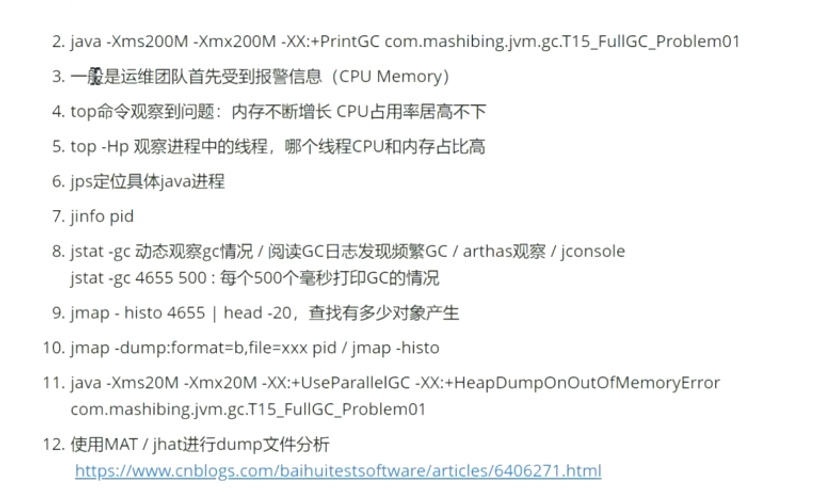 2. java -Xms200M -Xmx200M -XX:+PrintGC com.mashibing.jvm.gc.T15_FullGC_Problem01
3. 一般是运维团队首先受到报警信息（CPU Memory）
4. top命令观察到问题：内存不断增长 CPU占用率居高不下
5. top -Hp 观察进程中的线程，哪个线程CPU和内存占比高
6. jps定位具体java进程
7. jinfo pid
8. jstat -gc 动态观察gc情况 / 阅读GC日志发现频繁GC / arthas观察 / jconsole
jstat -gc 4655 500 : 每个500个毫秒打印GC的情况
9. jmap - histo 4655 | head -20，查找有多少对象产生
10. jmap -dump:format=b,file=xxx pid / jmap -histo
11. java -Xms20M -Xmx20M -XX:+UseParallelGC -XX:+HeapDumpOnOutOfMemoryError
com.mashibing.jvm.gc.T15_FullGC_Problem01
12. 使用MAT / jhat进行dump文件分析
https://www.cnblogs.com/baihuitestsoftware/articles/6406271.html